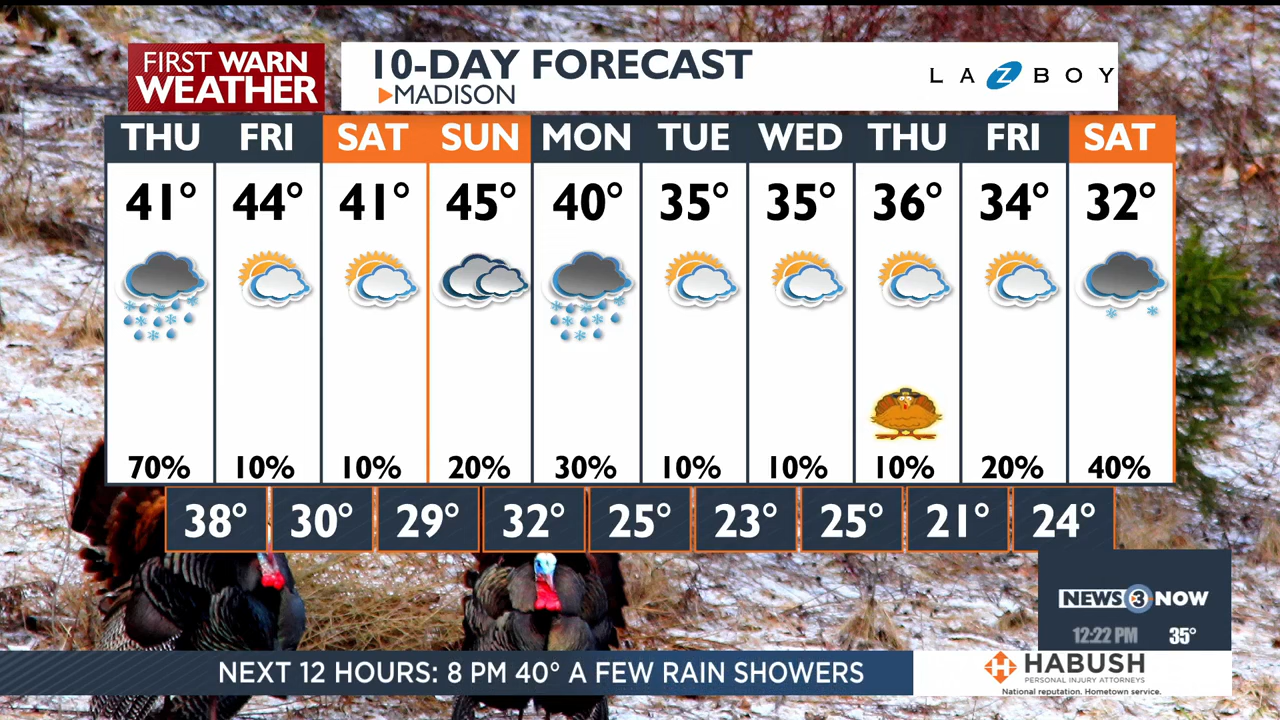 FIRST WARN
WEATHER
10-DAY FORECAST
MADISON
LA Z BOY
THU FRI SAT SUN MON TUE WED THU FRI SAT
41° 44° 41° 45° 40° 35° 35° 36° 34° 32°
70% 10% 10% 20% 30% 10% 10% 10% 20% 40%
38° 30° 29° 32° 25° 23° 25° 21° 24°
NEWS 3 NOW
12:22 PM 35°
NEXT 12 HOURS: 8 PM 40° A FEW RAIN SHOWERS
HABUSH
PERSONAL INJURY ATTORNEYS
National reputation. Hometown service.